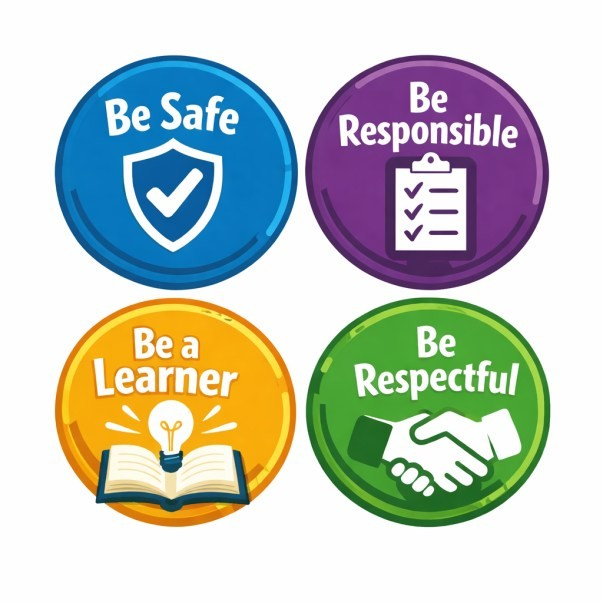 Be Safe
Be
Responsible
Be a
Learner
Be
Respectful